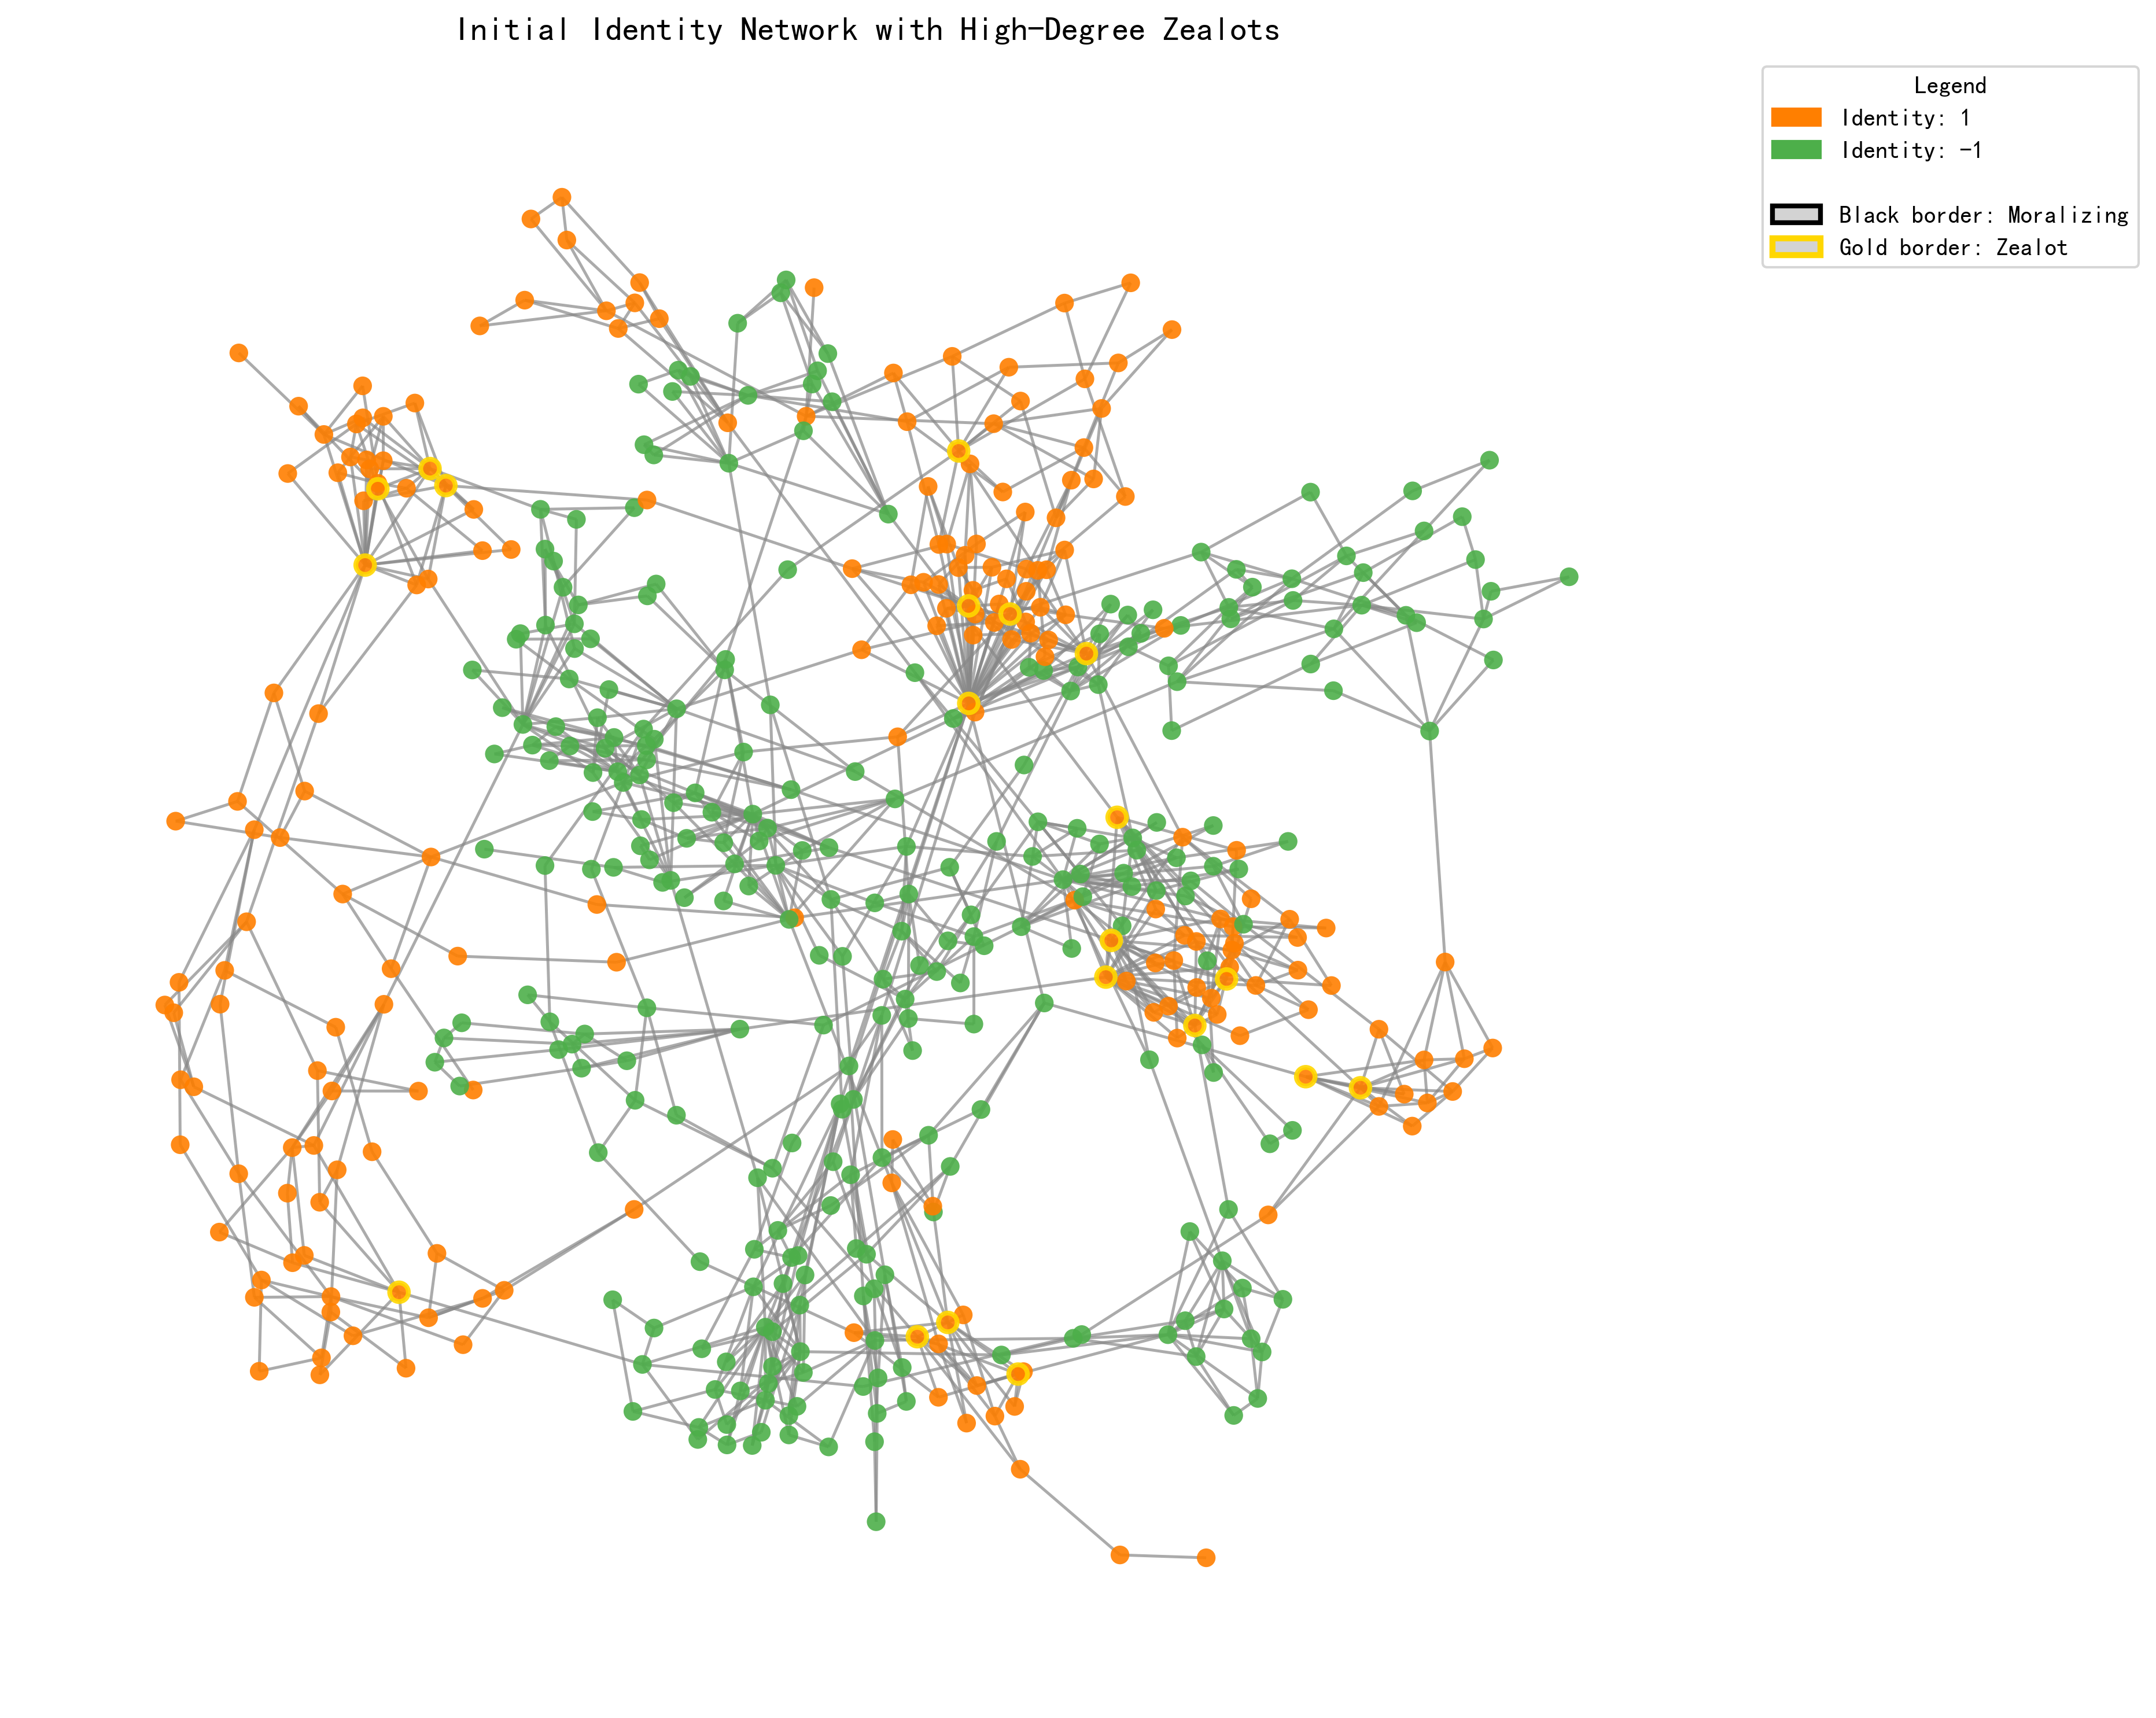 Initial Identity Network with High-Degree Zealots
Legend
Identity: 1
Identity: -1
Black border: Moralizing
Gold border: Zealot